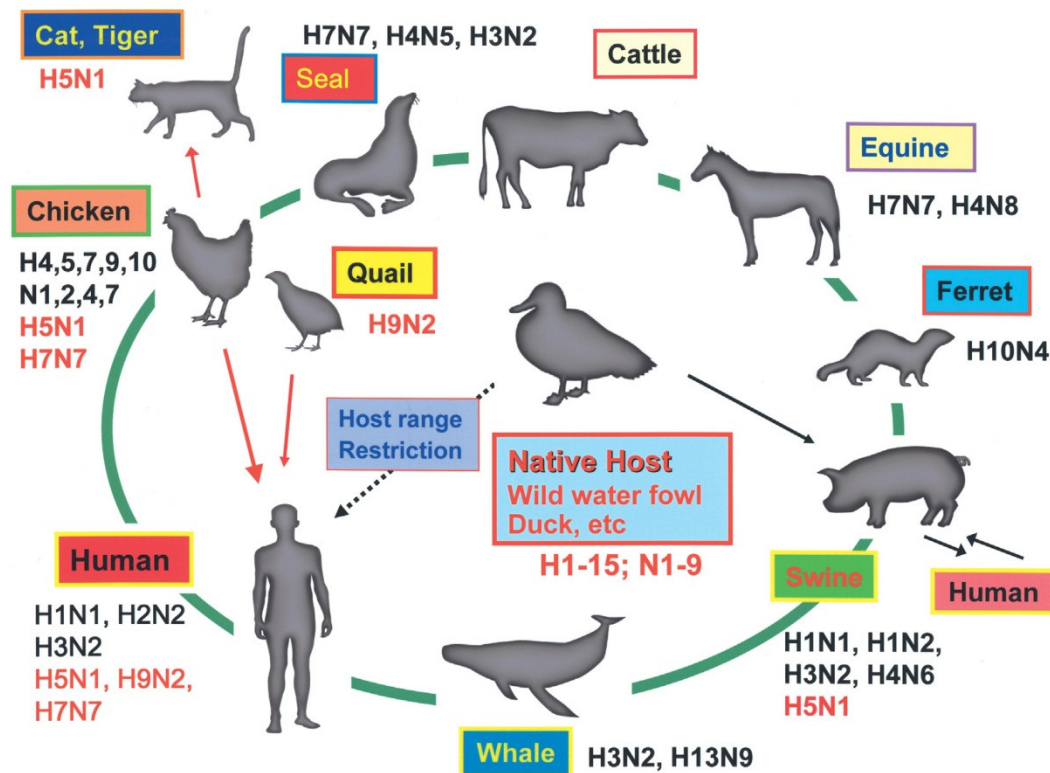 Cat, Tiger
H5N1
H7N7, H4N5, H3N2
Seal
Cattle
Equine
H7N7, H4N8
Chicken
H4,5,7,9,10
N1,2,4,7
H5N1
H7N7
Quail
H9N2
Ferret
H10N4
Host range
Restriction
Native Host
Wild water fowl
Duck, etc
H1-15; N1-9
Human
H1N1, H2N2
H3N2
H5N1, H9N2,
H7N7
Swine
Human
H1N1, H1N2,
H3N2, H4N6
H5N1
Whale
H3N2, H13N9